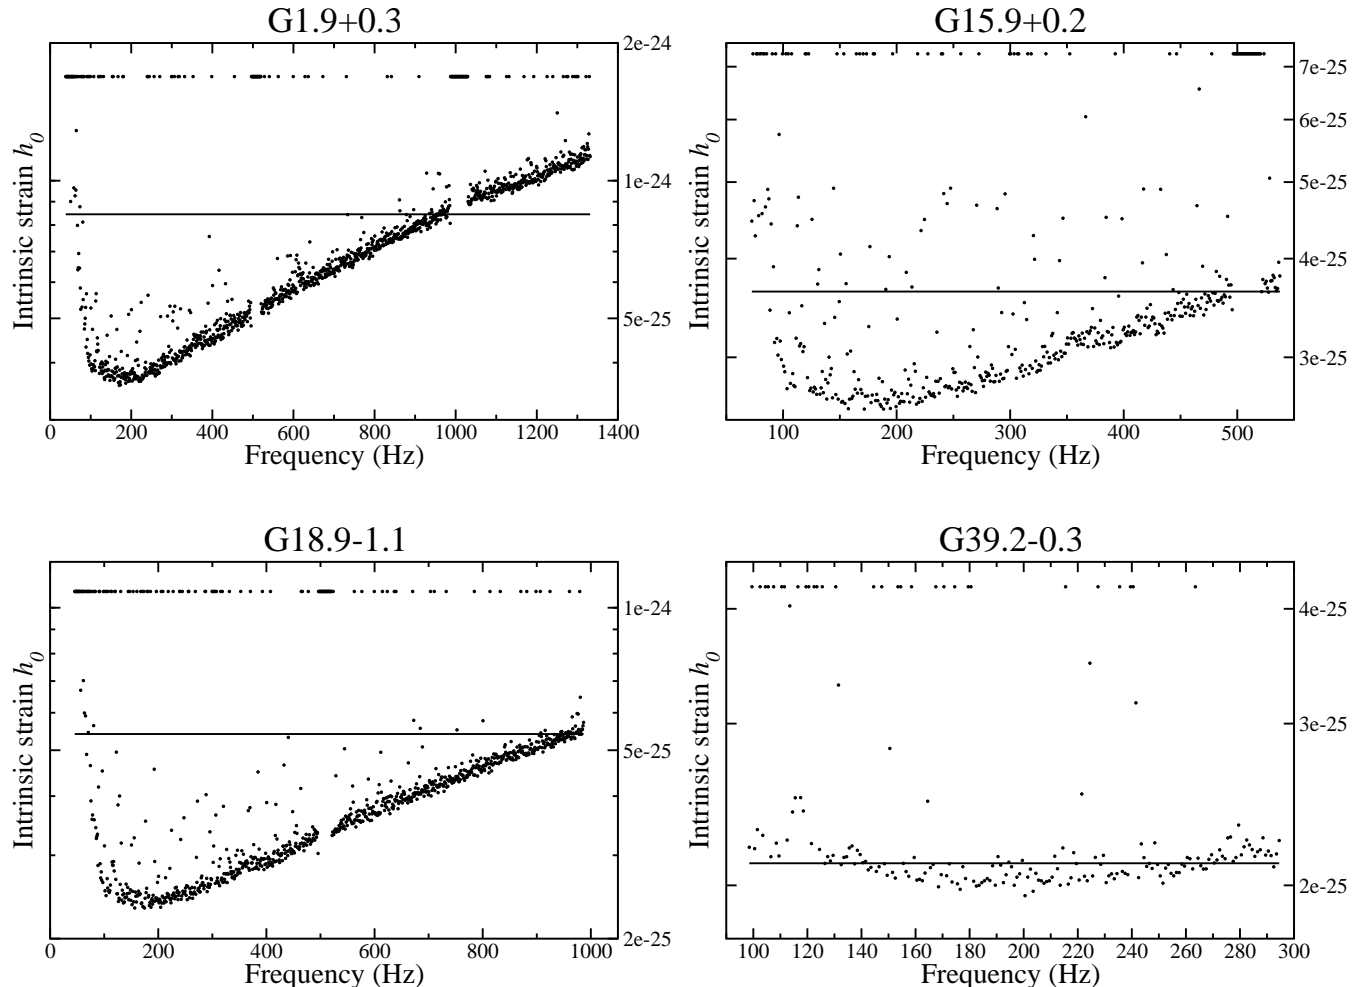 G1.9+0.3
G15.9+0.2
Intrinsic strain h0
2e-24
1e-24
5e-25
0 200 400 600 800 1000 1200 1400
Frequency (Hz)
Intrinsic strain h0
7e-25
6e-25
5e-25
4e-25
3e-25
100 200 300 400 500
Frequency (Hz)
G18.9-1.1
G39.2-0.3
Intrinsic strain h0
1e-24
5e-25
2e-25
0 200 400 600 800 1000
Frequency (Hz)
Intrinsic strain h0
4e-25
3e-25
2e-25
100 120 140 160 180 200 220 240 260 280 300
Frequency (Hz)